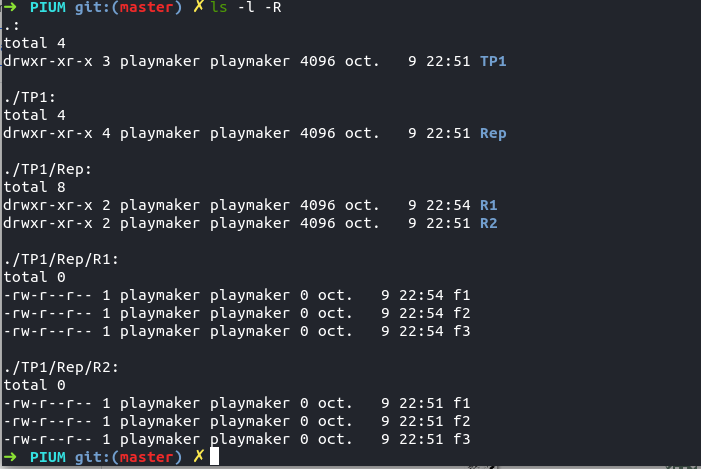 ➜  PIUM git:(master) ✗ ls -l -R
.:
total 4
drwxr-xr-x 3 playmaker playmaker 4096 oct.   9 22:51 TP1

./TP1:
total 4
drwxr-xr-x 4 playmaker playmaker 4096 oct.   9 22:51 Rep

./TP1/Rep:
total 8
drwxr-xr-x 2 playmaker playmaker 4096 oct.   9 22:54 R1
drwxr-xr-x 2 playmaker playmaker 4096 oct.   9 22:51 R2

./TP1/Rep/R1:
total 0
-rw-r--r-- 1 playmaker playmaker 0 oct.   9 22:54 f1
-rw-r--r-- 1 playmaker playmaker 0 oct.   9 22:54 f2
-rw-r--r-- 1 playmaker playmaker 0 oct.   9 22:54 f3

./TP1/Rep/R2:
total 0
-rw-r--r-- 1 playmaker playmaker 0 oct.   9 22:51 f1
-rw-r--r-- 1 playmaker playmaker 0 oct.   9 22:51 f2
-rw-r--r-- 1 playmaker playmaker 0 oct.   9 22:51 f3
➜  PIUM git:(master) ✗